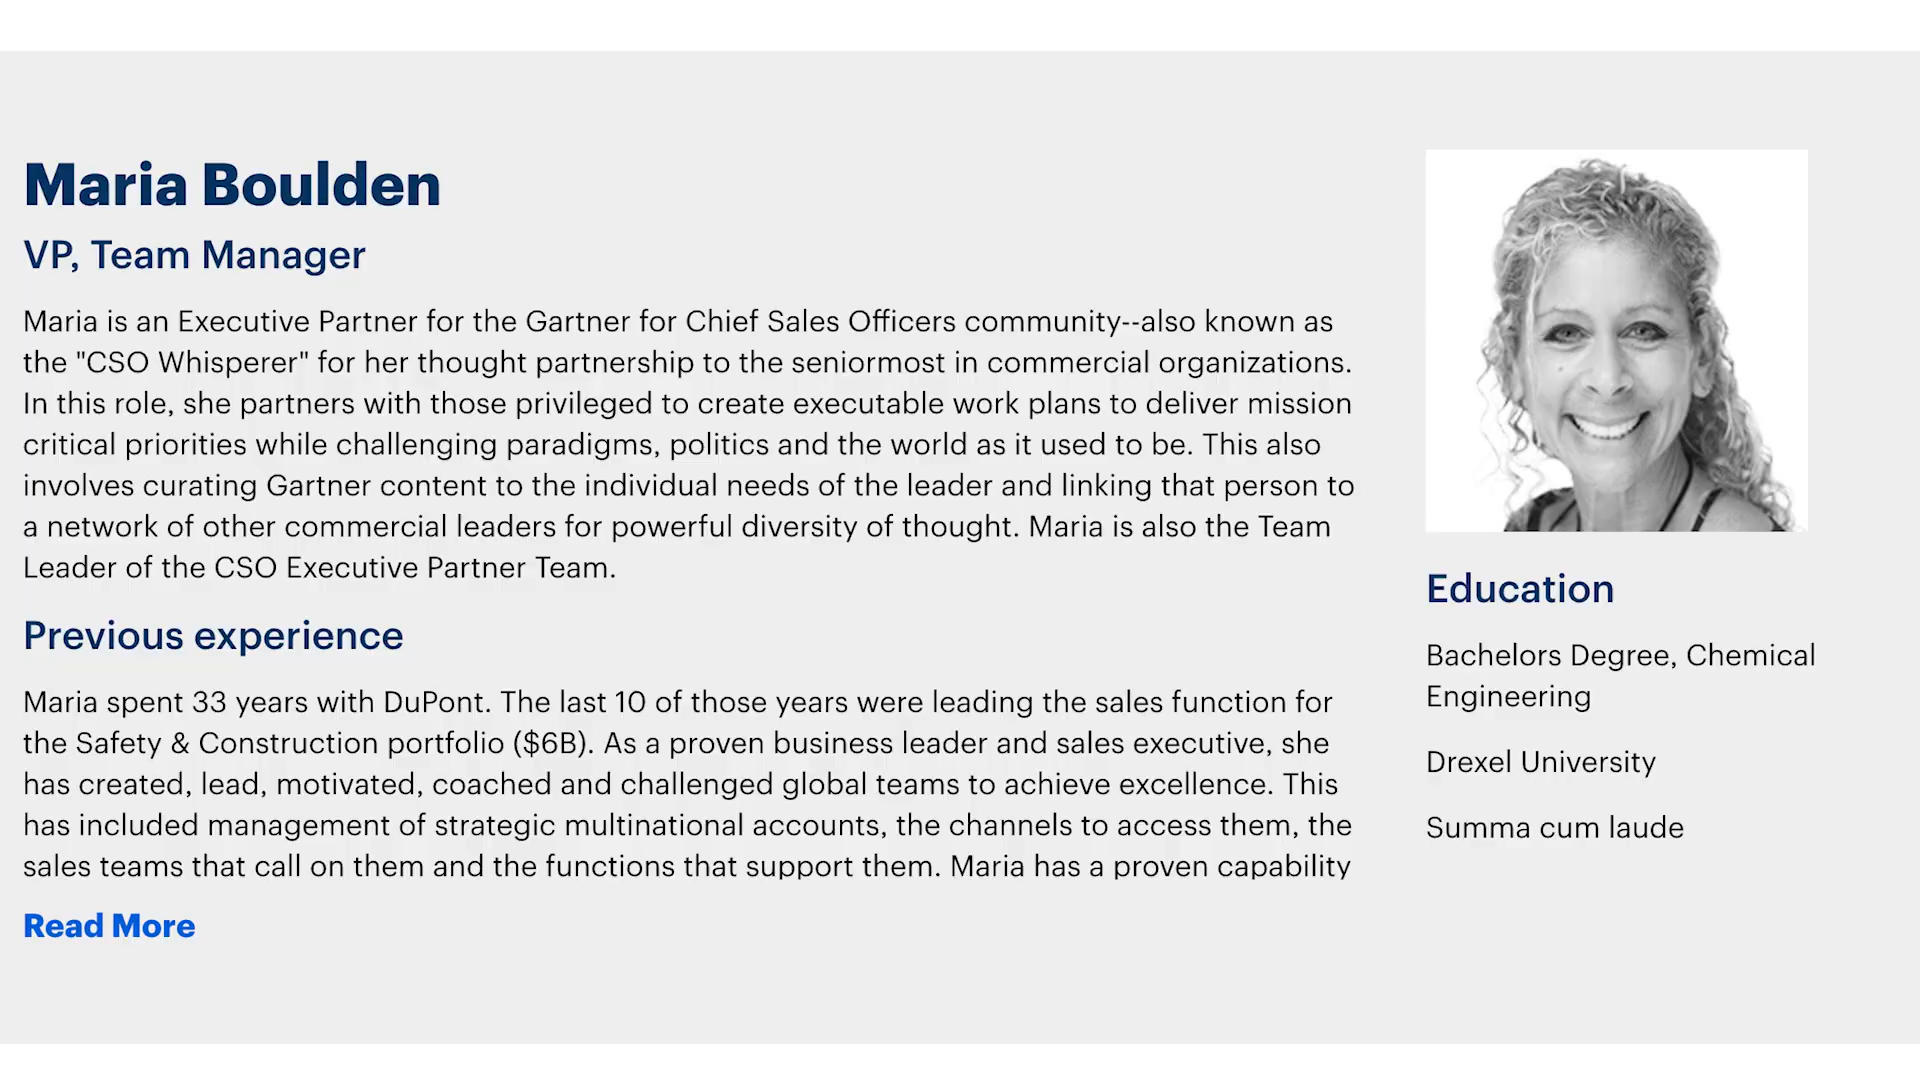 Maria Boulden
VP, Team Manager
Maria is an Executive Partner for the Gartner for Chief Sales Officers community--also known as
the "CSO Whisperer" for her thought partnership to the seniormost in commercial organizations.
In this role, she partners with those privileged to create executable work plans to deliver mission
critical priorities while challenging paradigms, politics and the world as it used to be. This also
involves curating Gartner content to the individual needs of the leader and linking that person to
a network of other commercial leaders for powerful diversity of thought. Maria is also the Team
Leader of the CSO Executive Partner Team.
Previous experience
Maria spent 33 years with DuPont. The last 10 of those years were leading the sales function for
the Safety & Construction portfolio ($6B). As a proven business leader and sales executive, she
has created, lead, motivated, coached and challenged global teams to achieve excellence. This
has included management of strategic multinational accounts, the channels to access them, the
sales teams that call on them and the functions that support them. Maria has a proven capability
Read More
Education
Bachelors Degree, Chemical
Engineering
Drexel University
Summa cum laude